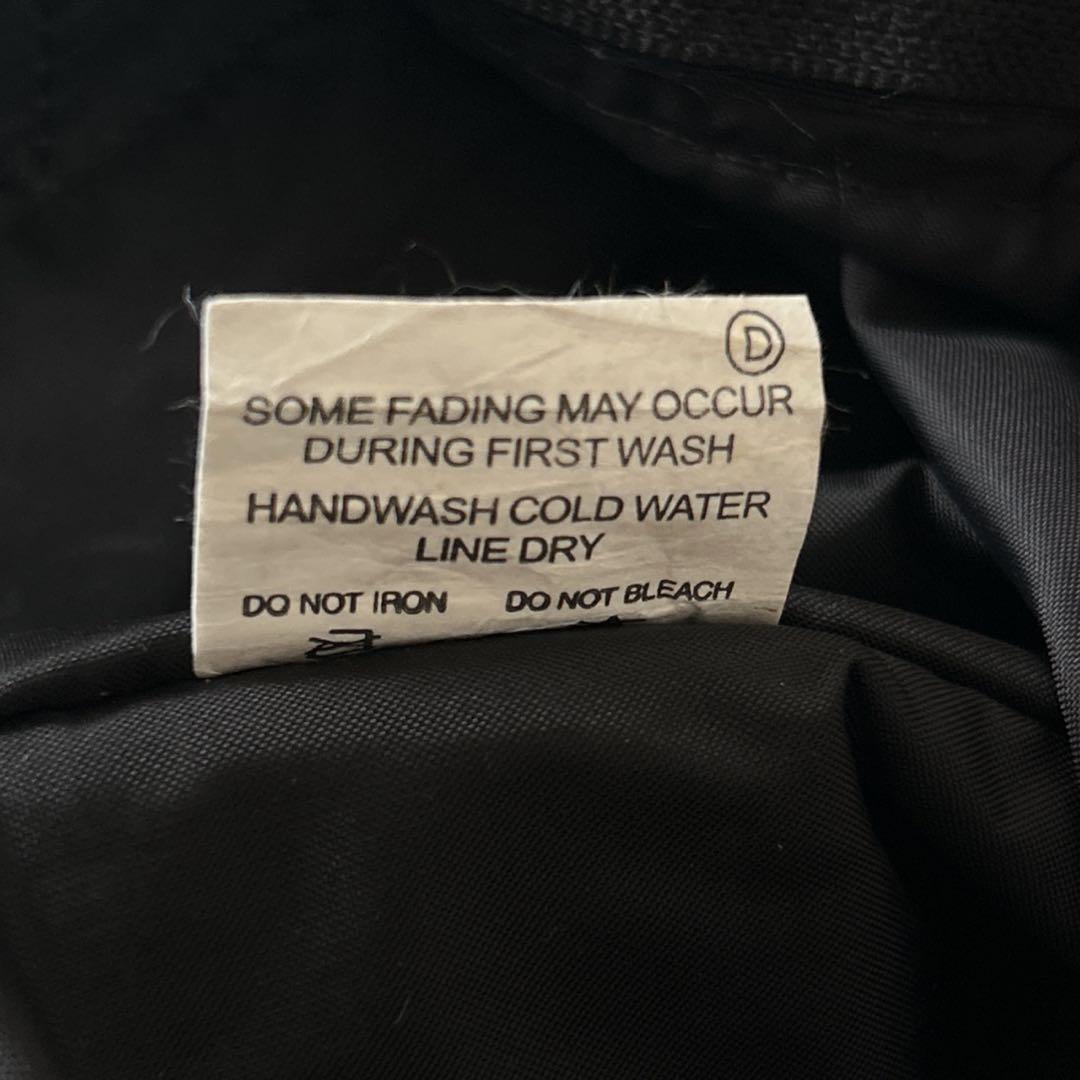 D
SOME FADING MAY OCCUR
DURING FIRST WASH
HANDWASH COLD WATER
LINE DRY
DO NOT IRON DO NOT BLEACH